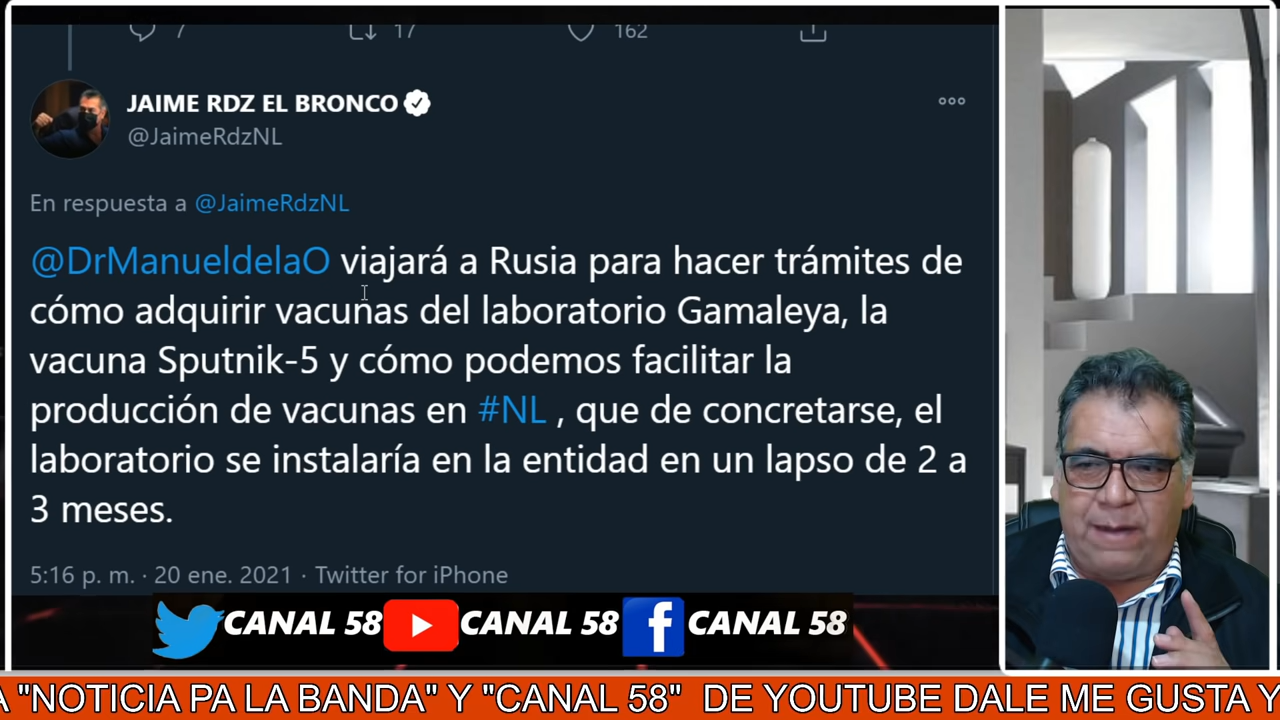 7 17 162
JAIME RDZ EL BRONCO
@JaimeRdzNL
En respuesta a @JaimeRdzNL
@DrManueldelaO viajará a Rusia para hacer trámites de
cómo adquirir vacunas del laboratorio Gamaleya, la
vacuna Sputnik-5 y cómo podemos facilitar la
producción de vacunas en #NL , que de concretarse, el
laboratorio se instalaría en la entidad en un lapso de 2 a
3 meses.
5:16 p. m. · 20 ene. 2021 · Twitter for iPhone
CANAL 58 CANAL 58 CANAL 58
A "NOTICIA PA LA BANDA" Y "CANAL 58" DE YOUTUBE DALE ME GUSTA Y